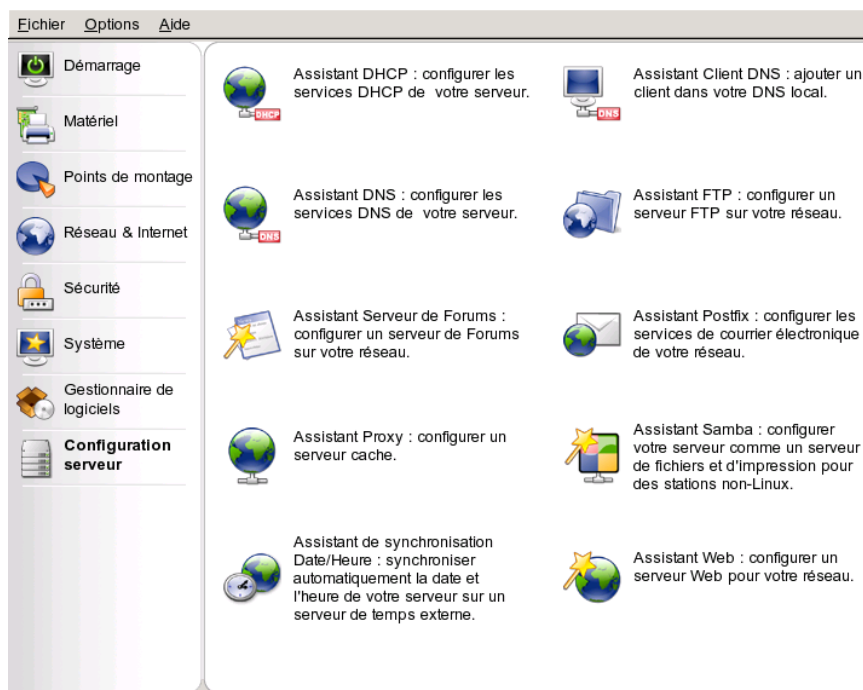 Fichier Options Aide
Démarrage
Matériel
Points de montage
Réseau & Internet
Sécurité
Système
Gestionnaire de
logiciels
Configuration
serveur
Assistant DHCP : configurer les
services DHCP de votre serveur.
DHCP
Assistant Client DNS : ajouter un
client dans votre DNS local.
DNS
Assistant DNS : configurer les
services DNS de votre serveur.
DNS
Assistant FTP : configurer un
serveur FTP sur votre réseau.
Assistant Serveur de Forums :
configurer un serveur de Forums
sur votre réseau.
Assistant Postfix : configurer les
services de courrier électronique
de votre réseau.
Assistant Proxy : configurer un
serveur cache.
Assistant Samba : configurer
votre serveur comme un serveur
de fichiers et d'impression pour
des stations non-Linux.
Assistant de synchronisation
Date/Heure : synchroniser
automatiquement la date et
l'heure de votre serveur sur un
serveur de temps externe.
Assistant Web : configurer un
serveur Web pour votre réseau.